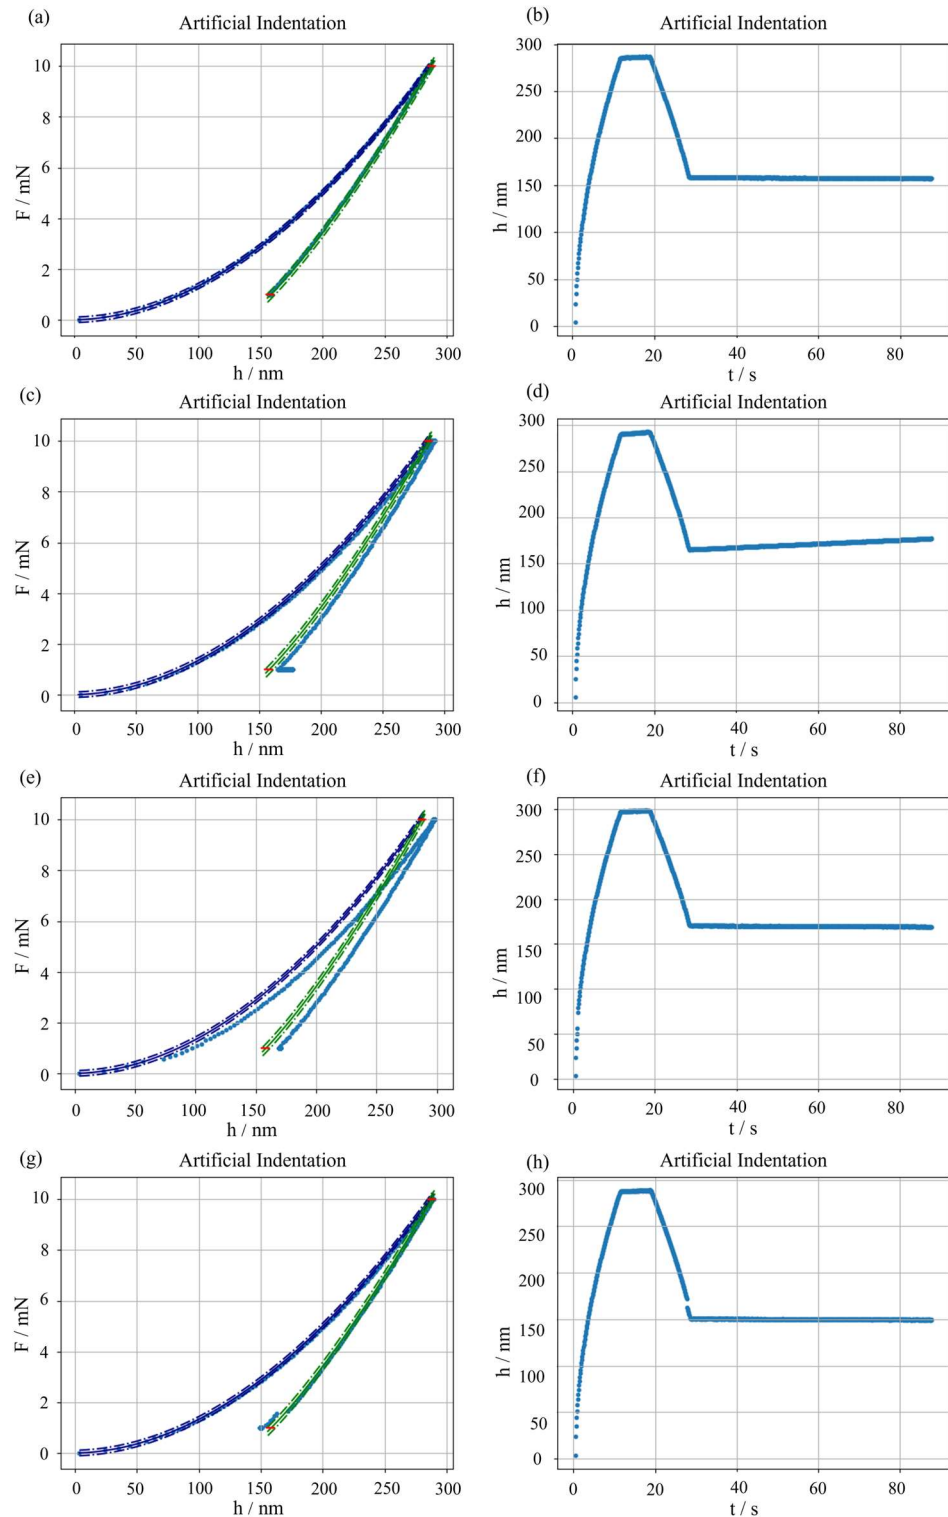 (a)
Artificial Indentation
10
8
6
4
2
0
F / mN
0 50 100 150 200 250 300
h / nm
(b)
Artificial Indentation
300
250
200
150
100
50
0
h / nm
0 20 40 60 80
t / s
(c)
Artificial Indentation
10
8
6
4
2
0
F / mN
0 50 100 150 200 250 300
h / nm
(d)
Artificial Indentation
300
250
200
150
100
50
0
h / nm
0 20 40 60 80
t / s
(e)
Artificial Indentation
10
8
6
4
2
0
F / mN
0 50 100 150 200 250 300
h / nm
(f)
Artificial Indentation
300
250
200
150
100
50
0
h / nm
0 20 40 60 80
t / s
(g)
Artificial Indentation
10
8
6
4
2
0
F / mN
0 50 100 150 200 250 300
h / nm
(h)
Artificial Indentation
300
250
200
150
100
50
0
h / nm
0 20 40 60 80
t / s